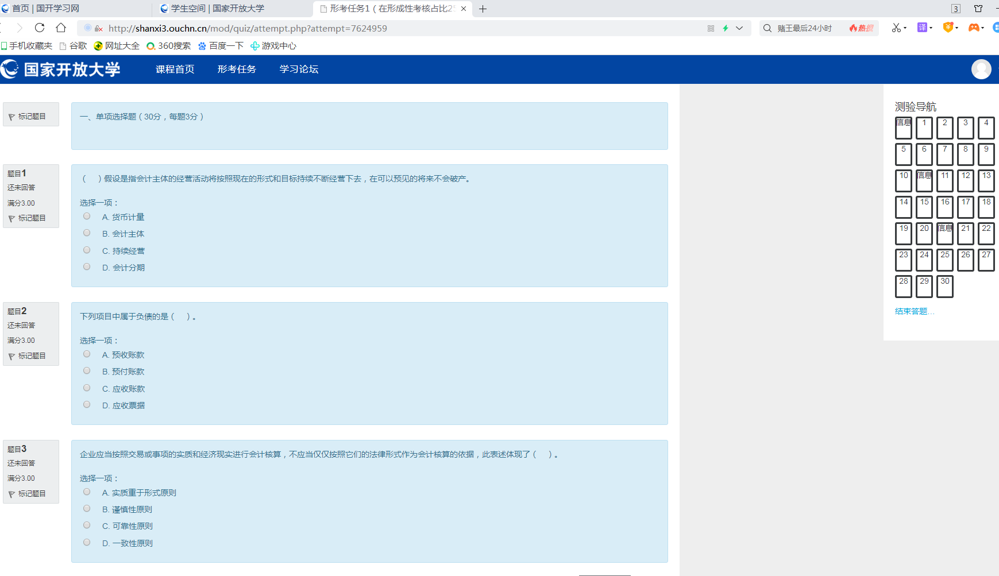 首页 | 国开学习网
学生空间 | 国家开放大学
形考任务1（在形成性考核占比25
3
http://shanxi3.ouchn.cn/mod/quiz/attempt.php?attempt=7624959
赌王最后24小时
热搜
译
手机收藏夹
谷歌
网址大全
360搜索
百度一下
游戏中心
国家开放大学
课程首页
形考任务
学习论坛
标记题目
一、单项选择题（30分，每题3分）
题目1
还未回答
满分3.00
标记题目
（　）假设是指会计主体的经营活动将按照现在的形式和目标持续不断经营下去，在可以预见的将来不会破产。
选择一项：
A. 货币计量
B. 会计主体
C. 持续经营
D. 会计分期
题目2
还未回答
满分3.00
标记题目
下列项目中属于负债的是（　）。
选择一项：
A. 预收账款
B. 预付账款
C. 应收账款
D. 应收票据
题目3
还未回答
满分3.00
标记题目
企业应当按照交易或事项的实质和经济现实进行会计核算，不应当仅仅按照它们的法律形式作为会计核算的依据，此表述体现了（　）。
选择一项：
A. 实质重于形式原则
B. 谨慎性原则
C. 可靠性原则
D. 一致性原则
测验导航
信息 1 2 3 4
5 6 7 8 9
10 信息 11 12 13
14 15 16 17 18
19 20 信息 21 22
23 24 25 26 27
28 29 30
结束答题...